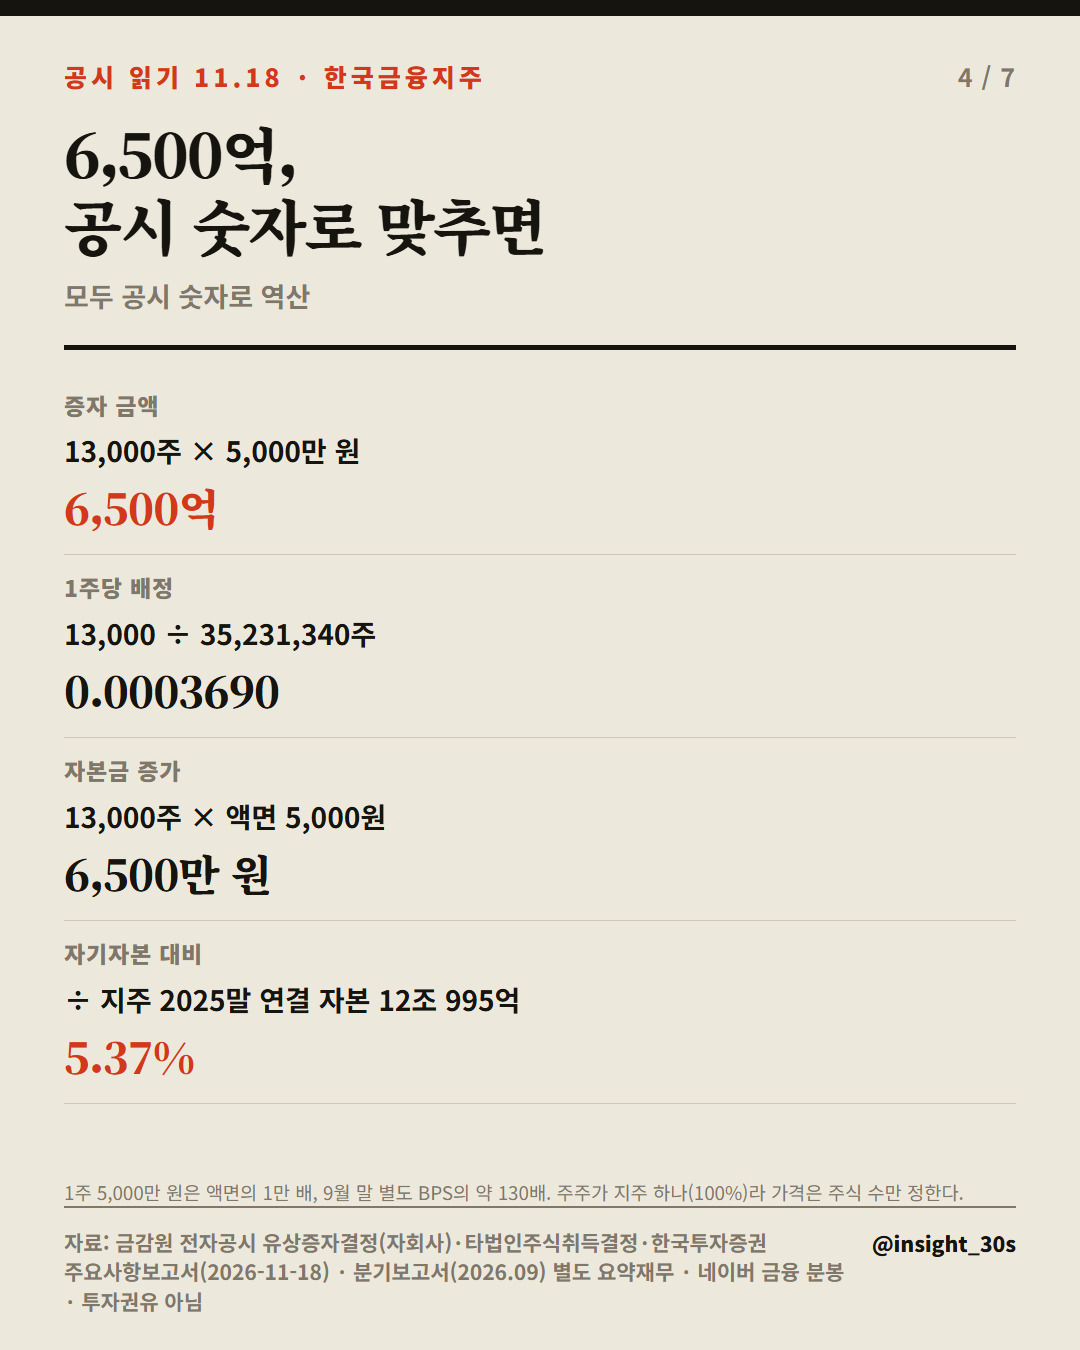 공시 읽기 11.18 · 한국금융지주
4 / 7
6,500억,
공시 숫자로 맞추면
모두 공시 숫자로 역산
증자 금액
13,000주 × 5,000만 원
6,500억
1주당 배정
13,000 ÷ 35,231,340주
0.0003690
자본금 증가
13,000주 × 액면 5,000원
6,500만 원
자기자본 대비
÷ 지주 2025말 연결 자본 12조 995억
5.37%
1주 5,000만 원은 액면의 1만 배, 9월 말 별도 BPS의 약 130배. 주주가 지주 하나(100%)라 가격은 주식 수만 정한다.
자료: 금감원 전자공시 유상증자결정(자회사)·타법인주식취득결정·한국투자증권
주요사항보고서(2026-11-18) · 분기보고서(2026.09) 별도 요약재무 · 네이버 금융 분봉
· 투자권유 아님
@insight_30s